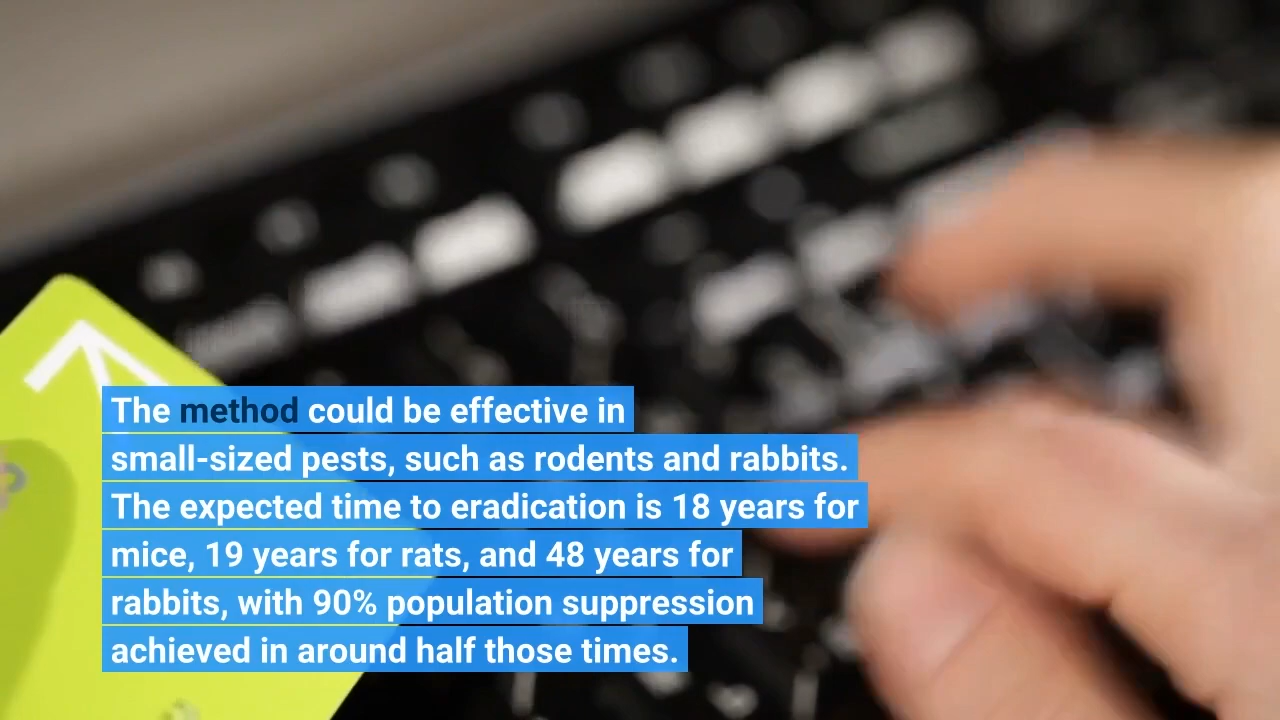 The method could be effective in
small-sized pests, such as rodents and rabbits.
The expected time to eradication is 18 years for
mice, 19 years for rats, and 48 years for
rabbits, with 90% population suppression
achieved in around half those times.